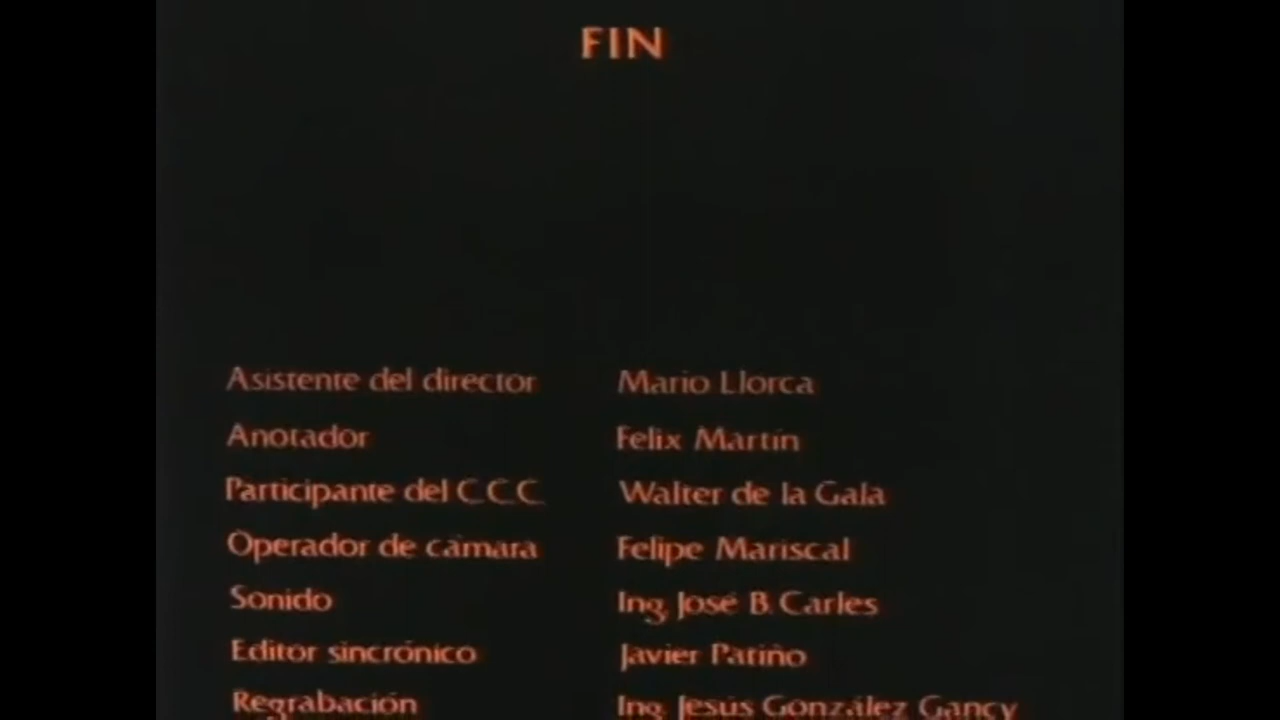 FIN
Asistente del director Mario Llorca
Anotador Felix Martín
Participante del C.C.C. Walter de la Gala
Operador de cámara Felipe Mariscal
Sonido Ing. José B. Carles
Editor sincrónico Javier Patiño
Regrabación Ing. Jesús González Gancy